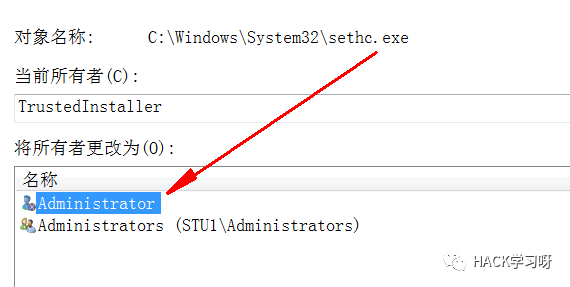 对象名称: C:\Windows\System32\sethc.exe
当前所有者(C):
TrustedInstaller
将所有者更改为(O):
名称
Administrator
Administrators (STU1\Administrators)
HACK学习呀